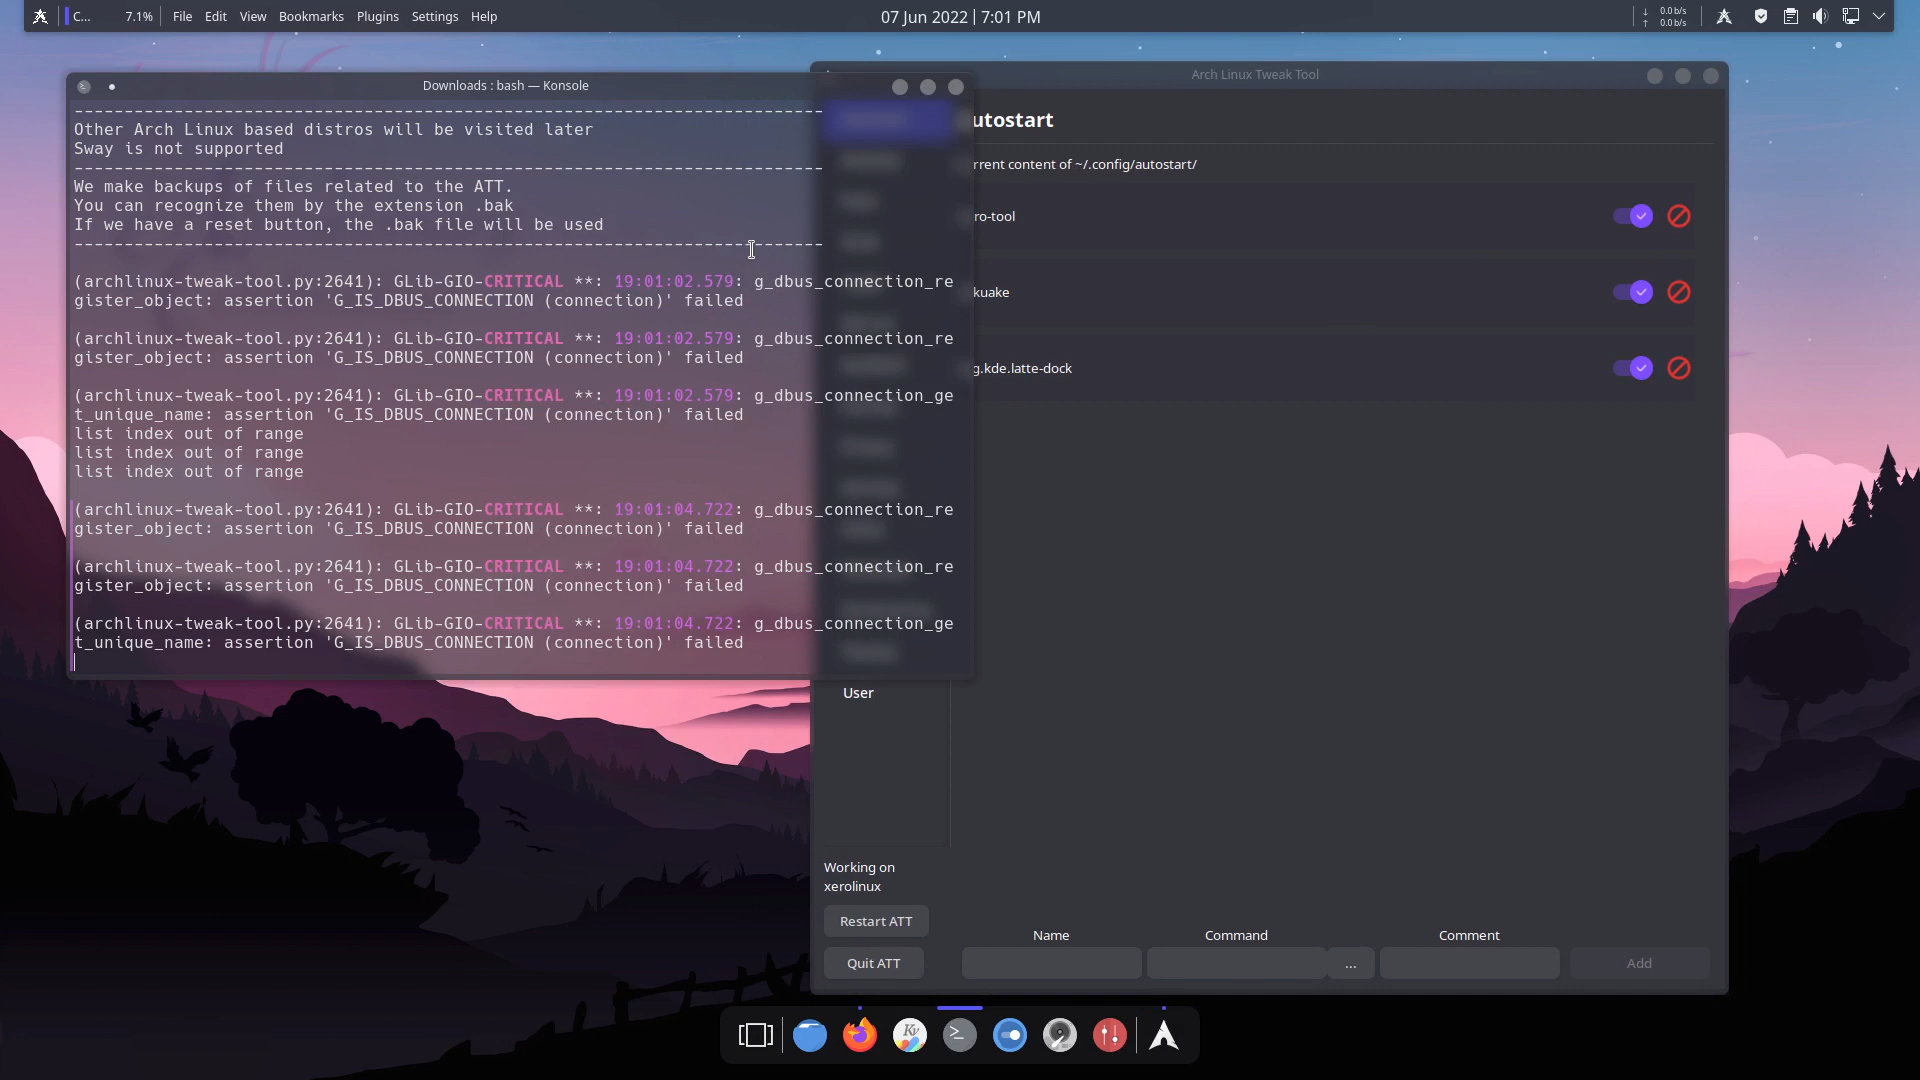 C... 7.1% File Edit View Bookmarks Plugins Settings Help
07 Jun 2022 | 7:01 PM
↓ 0.0 b/s
↑ 0.0 b/s
Downloads : bash — Konsole
--------------------------------------------------------------------------
Other Arch Linux based distros will be visited later
Sway is not supported
--------------------------------------------------------------------------
We make backups of files related to the ATT.
You can recognize them by the extension .bak
If we have a reset button, the .bak file will be used
--------------------------------------------------------------------------
(archlinux-tweak-tool.py:2641): GLib-GIO-CRITICAL **: 19:01:02.579: g_dbus_connection_re
gister_object: assertion 'G_IS_DBUS_CONNECTION (connection)' failed
(archlinux-tweak-tool.py:2641): GLib-GIO-CRITICAL **: 19:01:02.579: g_dbus_connection_re
gister_object: assertion 'G_IS_DBUS_CONNECTION (connection)' failed
(archlinux-tweak-tool.py:2641): GLib-GIO-CRITICAL **: 19:01:02.579: g_dbus_connection_ge
t_unique_name: assertion 'G_IS_DBUS_CONNECTION (connection)' failed
list index out of range
list index out of range
list index out of range
(archlinux-tweak-tool.py:2641): GLib-GIO-CRITICAL **: 19:01:04.722: g_dbus_connection_re
gister_object: assertion 'G_IS_DBUS_CONNECTION (connection)' failed
(archlinux-tweak-tool.py:2641): GLib-GIO-CRITICAL **: 19:01:04.722: g_dbus_connection_re
gister_object: assertion 'G_IS_DBUS_CONNECTION (connection)' failed
(archlinux-tweak-tool.py:2641): GLib-GIO-CRITICAL **: 19:01:04.722: g_dbus_connection_ge
t_unique_name: assertion 'G_IS_DBUS_CONNECTION (connection)' failed
Arch Linux Tweak Tool
utostart
rrent content of ~/.config/autostart/
ro-tool
kuake
g.kde.latte-dock
User
Working on
xerolinux
Restart ATT
Quit ATT
Name Command Comment
... Add
Kv